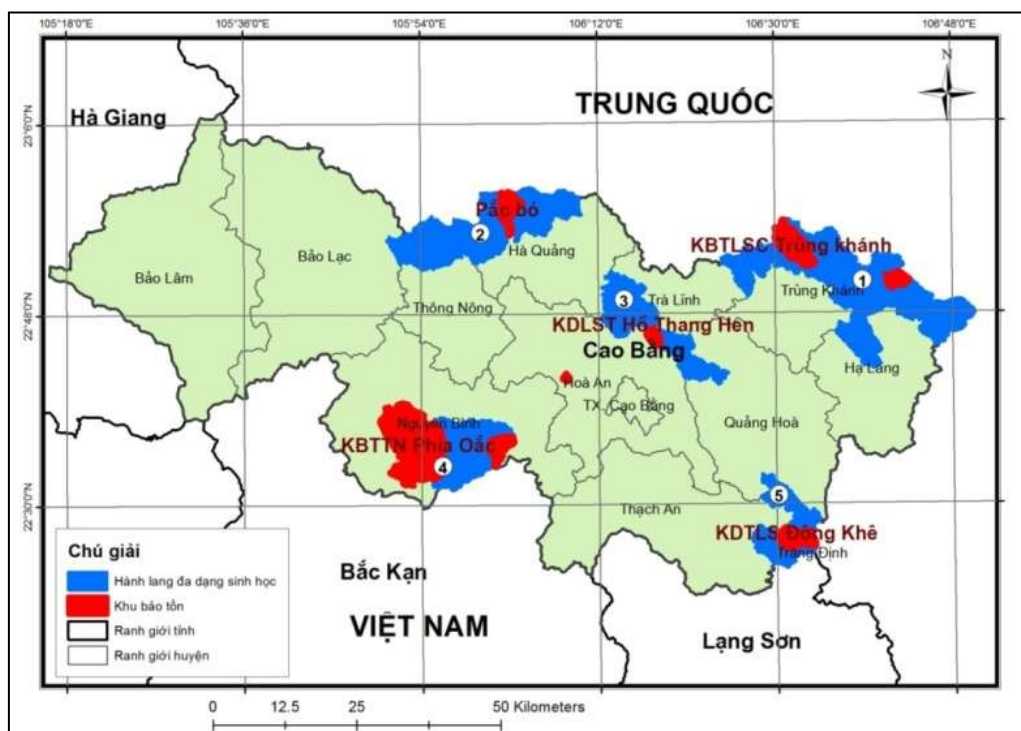 105°18'0"E 105°36'0"E 105°54'0"E 106°12'0"E 106°30'0"E 106°48'0"E
N
TRUNG QUỐC
Hà Giang
23°6'0"N
Pắc bó
2
Hà Quảng
KBTLSC Trùng khánh
1
Trùng Khánh
Bảo Lạc
Bảo Lâm
3
Trà Lĩnh
Thông Nông
22°48'0"N
KDLST Hồ Thang Hen
Cao Bằng
Hạ Lang
Hoà An
TX. Cao Bằng
Quảng Hoà
Nguyên Bình
KBTTN Phia Oắc
4
5
22°30'0"N
Thạch An
KDTLS Đông Khê
Tràng Định
Bắc Kạn
VIỆT NAM
Lạng Sơn
Chú giải
Hành lang đa dạng sinh học
Khu bảo tồn
Ranh giới tỉnh
Ranh giới huyện
0 12.5 25 50 Kilometers